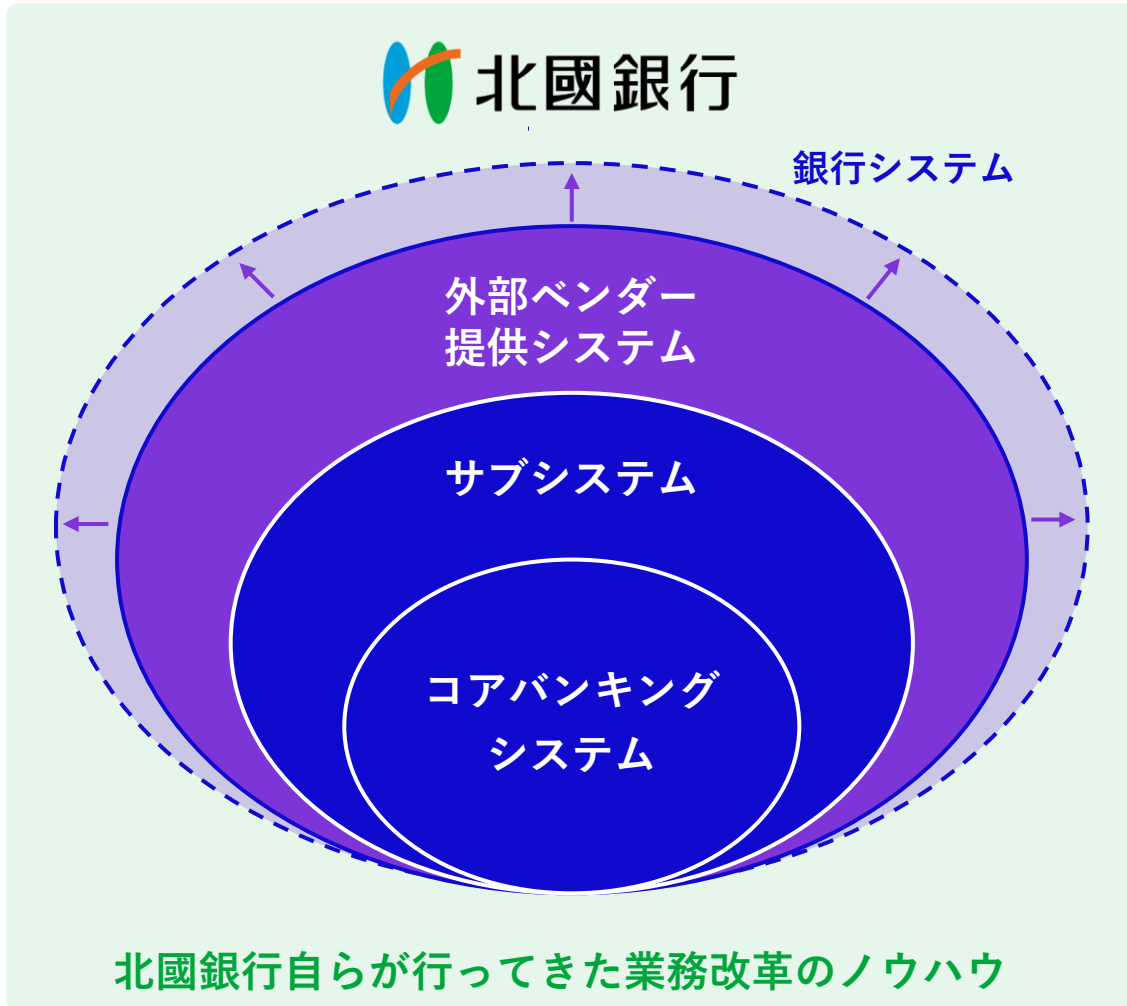 北國銀行
銀行システム
外部ベンダー
提供システム
サブシステム
コアバンキング
システム
北國銀行自らが行ってきた業務改革のノウハウ